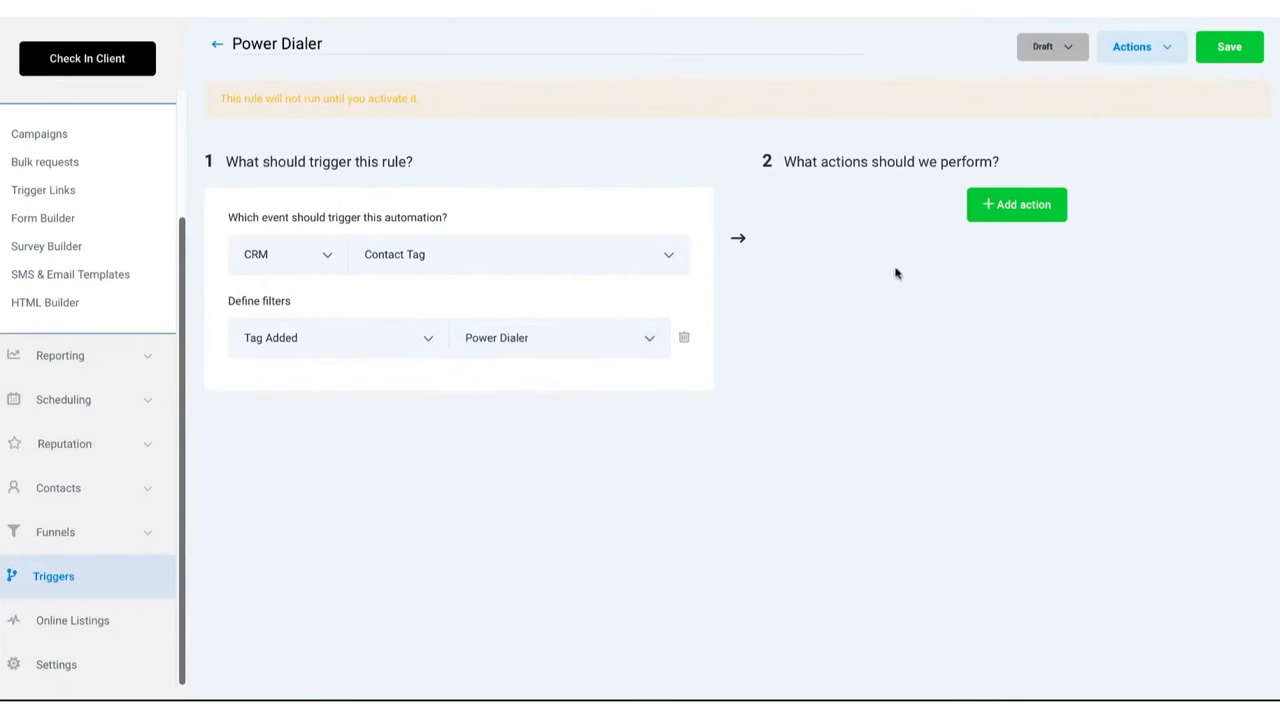 Check In Client
Campaigns
Bulk requests
Trigger Links
Form Builder
Survey Builder
SMS & Email Templates
HTML Builder
Reporting
Scheduling
Reputation
Contacts
Funnels
Triggers
Online Listings
Settings
← Power Dialer
Draft
Actions
Save
This rule will not run until you activate it.
1 What should trigger this rule?
Which event should trigger this automation?
CRM Contact Tag
Define filters
Tag Added Power Dialer
→
2 What actions should we perform?
+ Add action